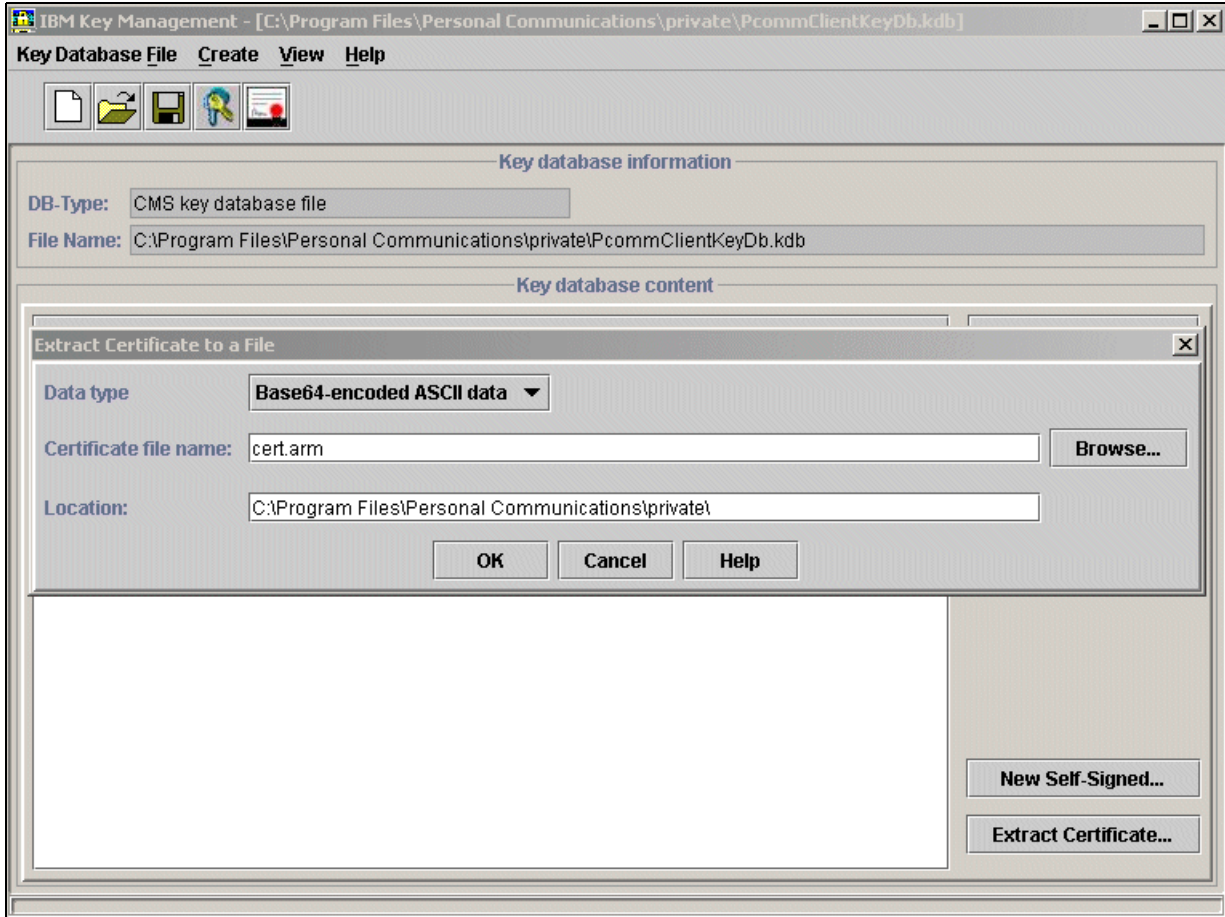 IBM Key Management - [C:\Program Files\Personal Communications\private\PcommClientKeyDb.kdb]
Key Database File Create View Help
Key database information
DB-Type: CMS key database file
File Name: C:\Program Files\Personal Communications\private\PcommClientKeyDb.kdb
Key database content
Extract Certificate to a File
Data type Base64-encoded ASCII data
Certificate file name: cert.arm Browse...
Location: C:\Program Files\Personal Communications\private\
OK Cancel Help
New Self-Signed...
Extract Certificate...